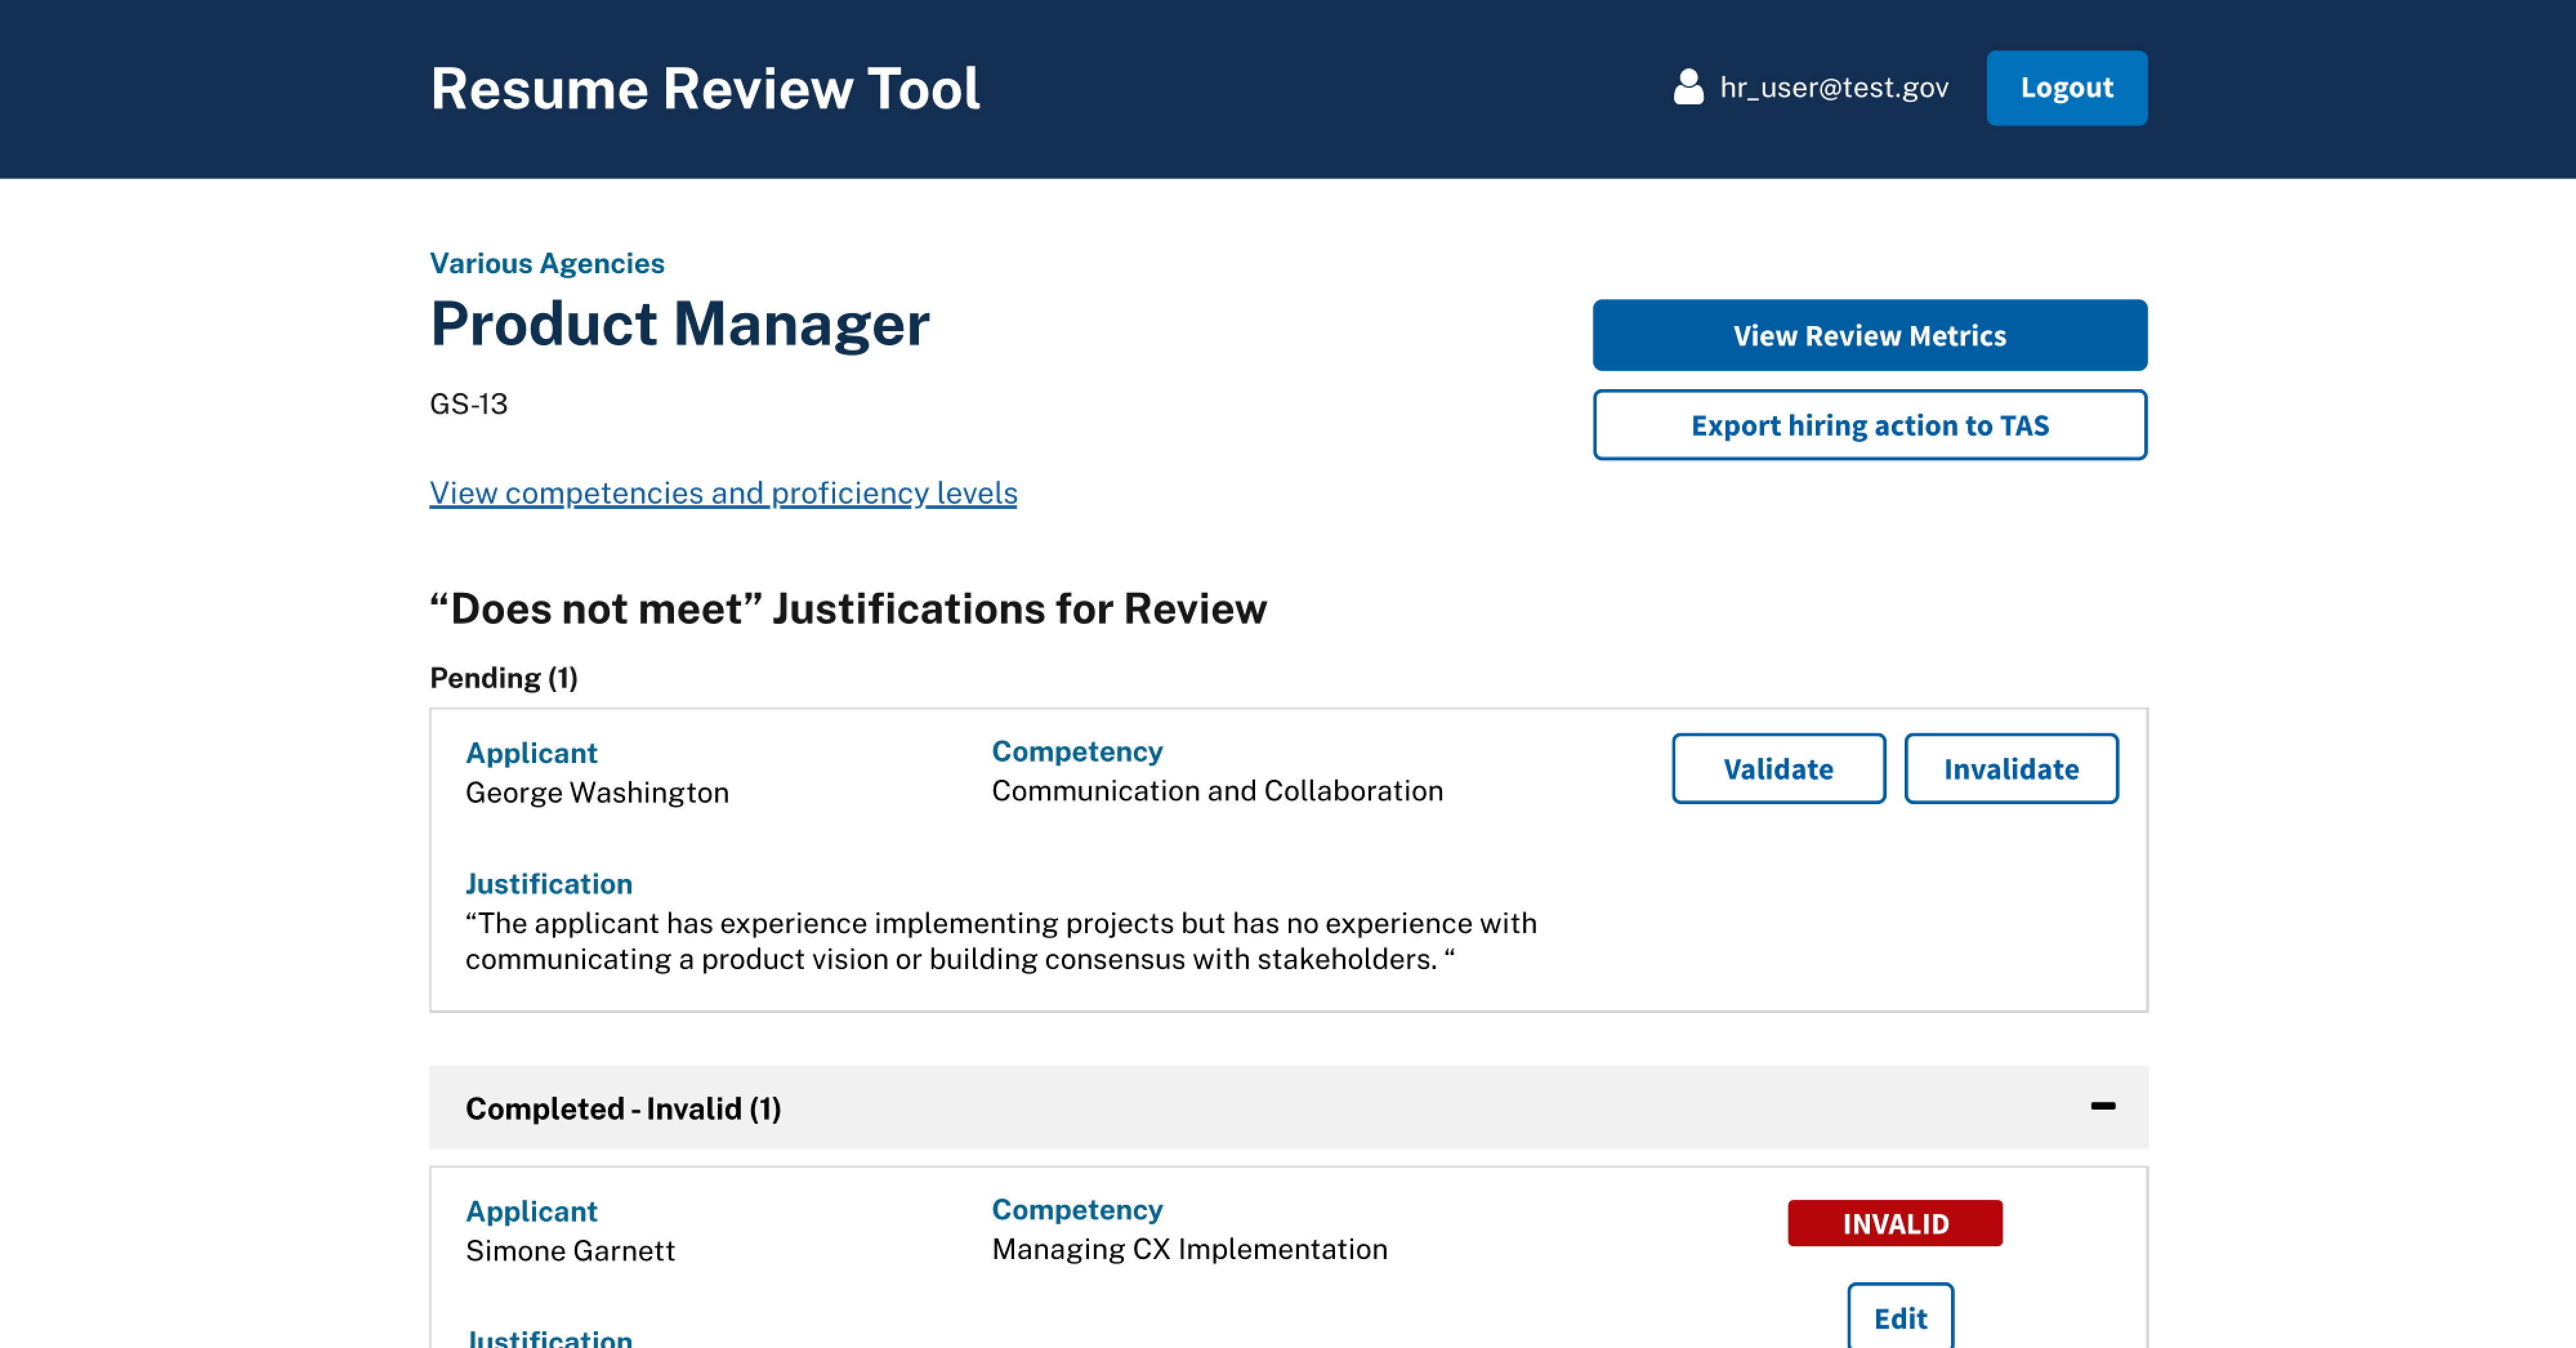 Resume Review Tool
hr_user@test.gov
Logout
Various Agencies
Product Manager
GS-13
View competencies and proficiency levels
View Review Metrics
Export hiring action to TAS
“Does not meet” Justifications for Review
Pending (1)
Applicant
George Washington
Competency
Communication and Collaboration
Validate
Invalidate
Justification
“The applicant has experience implementing projects but has no experience with
communicating a product vision or building consensus with stakeholders. “
Completed - Invalid (1)
Applicant
Simone Garnett
Competency
Managing CX Implementation
INVALID
Edit
Justification